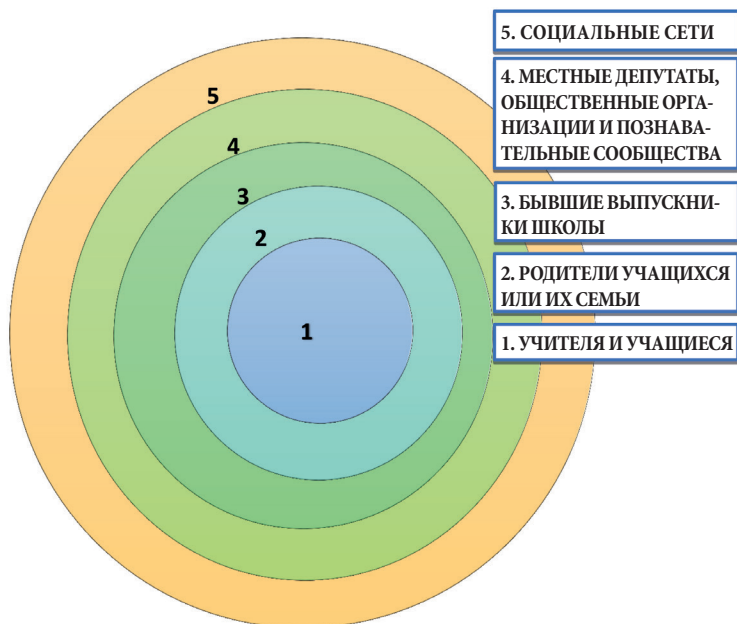 5. СОЦИАЛЬНЫЕ СЕТИ
4. МЕСТНЫЕ ДЕПУТАТЫ,
ОБЩЕСТВЕННЫЕ ОРГА-
НИЗАЦИИ И ПОЗНАВА-
ТЕЛЬНЫЕ СООБЩЕСТВА
3. БЫВШИЕ ВЫПУСКНИ-
КИ ШКОЛЫ
2. РОДИТЕЛИ УЧАЩИХСЯ
ИЛИ ИХ СЕМЬИ
1. УЧИТЕЛЯ И УЧАЩИЕСЯ
5
4
3
2
1